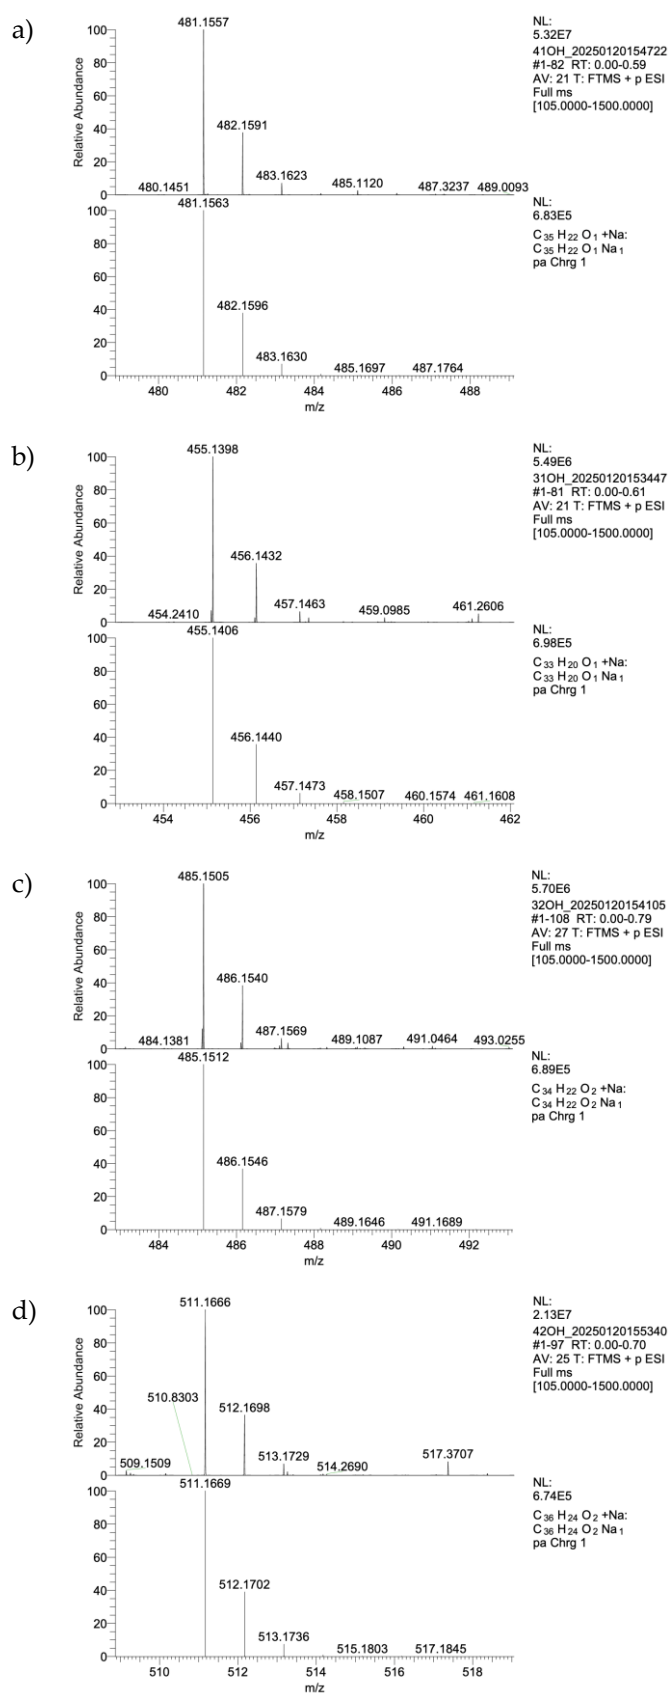 a)
481.1557
Relative Abundance
100
80
60
40
20
0
482.1591
483.1623
480.1451
485.1120
487.3237
489.0093
NL:
5.32E7
41OH_20250120154722
#1-82 RT: 0.00-0.59
AV: 21 T: FTMS + p ESI
Full ms
[105.0000-1500.0000]
481.1563
100
80
60
40
20
0
482.1596
483.1630
485.1697
487.1764
480
482
484
486
488
m/z
NL:
6.83E5
C35 H22 O1 +Na:
C35 H22 O1 Na1
pa Chrg 1
b)
455.1398
Relative Abundance
100
80
60
40
20
0
456.1432
457.1463
454.2410
459.0985
461.2606
NL:
5.49E6
31OH_20250120153447
#1-81 RT: 0.00-0.61
AV: 21 T: FTMS + p ESI
Full ms
[105.0000-1500.0000]
455.1406
100
80
60
40
20
0
456.1440
457.1473
458.1507
460.1574
461.1608
454
456
458
460
462
m/z
NL:
6.98E5
C33 H20 O1 +Na:
C33 H20 O1 Na1
pa Chrg 1
c)
485.1505
Relative Abundance
100
80
60
40
20
0
486.1540
487.1569
484.1381
489.1087
491.0464
493.0255
NL:
5.70E6
32OH_20250120154105
#1-108 RT: 0.00-0.79
AV: 27 T: FTMS + p ESI
Full ms
[105.0000-1500.0000]
485.1512
100
80
60
40
20
0
486.1546
487.1579
489.1646
491.1689
484
486
488
490
492
m/z
NL:
6.89E5
C34 H22 O2 +Na:
C34 H22 O2 Na1
pa Chrg 1
d)
511.1666
Relative Abundance
100
80
60
40
20
0
510.8303
512.1698
513.1729
509.1509
514.2690
517.3707
NL:
2.13E7
42OH_20250120155340
#1-97 RT: 0.00-0.70
AV: 25 T: FTMS + p ESI
Full ms
[105.0000-1500.0000]
511.1669
100
80
60
40
20
0
512.1702
513.1736
515.1803
517.1845
510
512
514
516
518
m/z
NL:
6.74E5
C36 H24 O2 +Na:
C36 H24 O2 Na1
pa Chrg 1